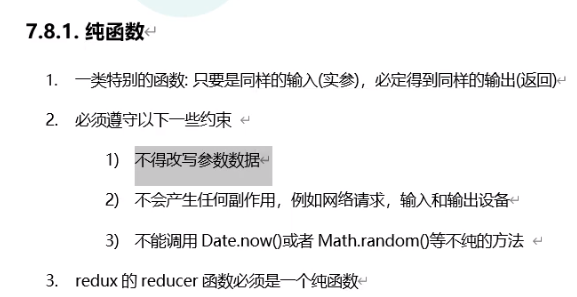 7.8.1. 纯函数
1. 一类特别的函数: 只要是同样的输入(实参)，必定得到同样的输出(返回)
2. 必须遵守以下一些约束
1) 不得改写参数数据
2) 不会产生任何副作用，例如网络请求，输入和输出设备
3) 不能调用 Date.now()或者 Math.random()等不纯的方法
3. redux 的 reducer 函数必须是一个纯函数